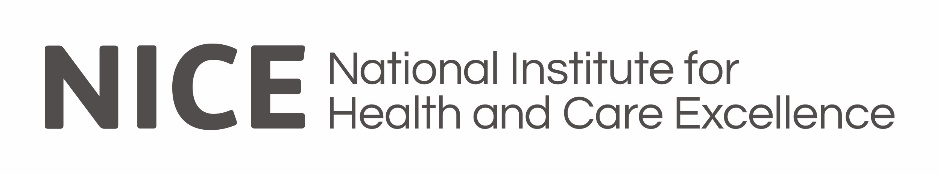 NICE National Institute for
Health and Care Excellence